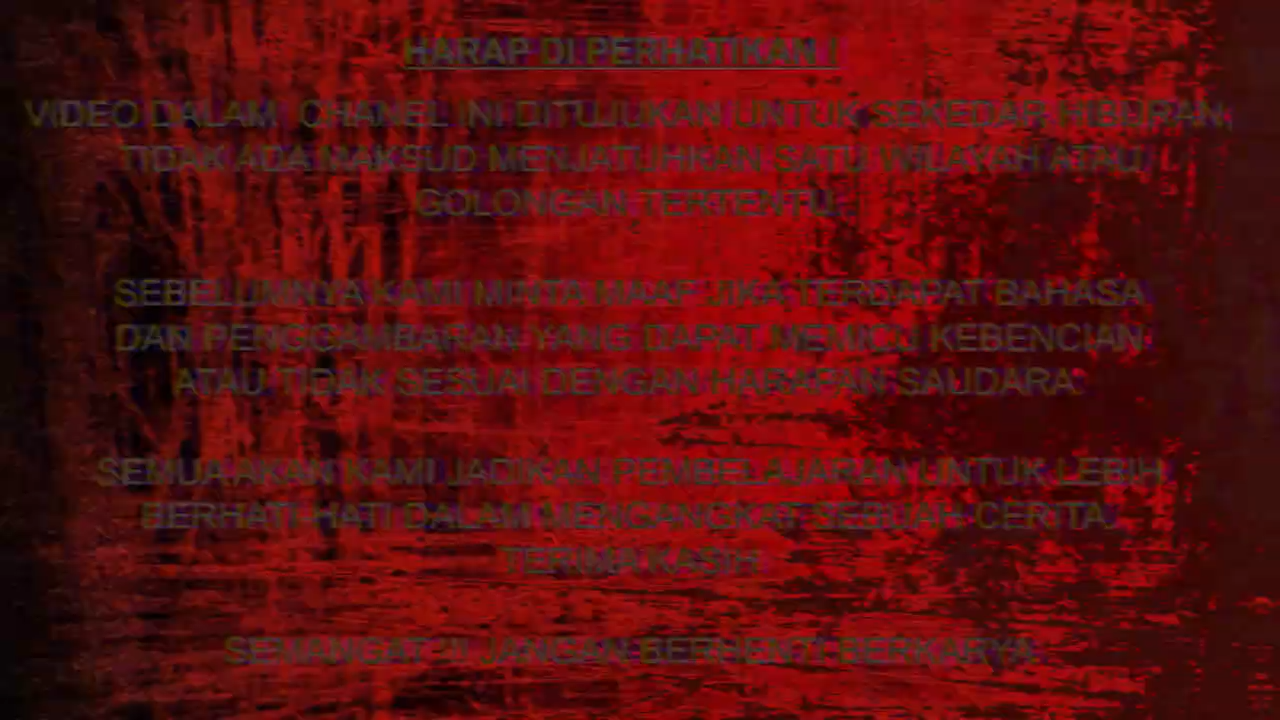 HARAP DI PERHATIKAN !
VIDEO DALAM CHANEL INI DITUJUKAN UNTUK SEKEDAR HIBURAN,
TIDAK ADA MAKSUD MENJATUHKAN SATU WILAYAH ATAU
GOLONGAN TERTENTU.
SEBELUMNYA KAMI MINTA MAAF JIKA TERDAPAT BAHASA
DAN PENGGAMBARAN YANG DAPAT MEMICU KEBENCIAN
ATAU TIDAK SESUAI DENGAN HARAPAN SAUDARA.
SEMUA AKAN KAMI JADIKAN PEMBELAJARAN UNTUK LEBIH
BERHATI-HATI DALAM MENGANGKAT SEBUAH CERITA.
TERIMA KASIH
SEMANGAT !!! JANGAN BERHENTI BERKARYA.